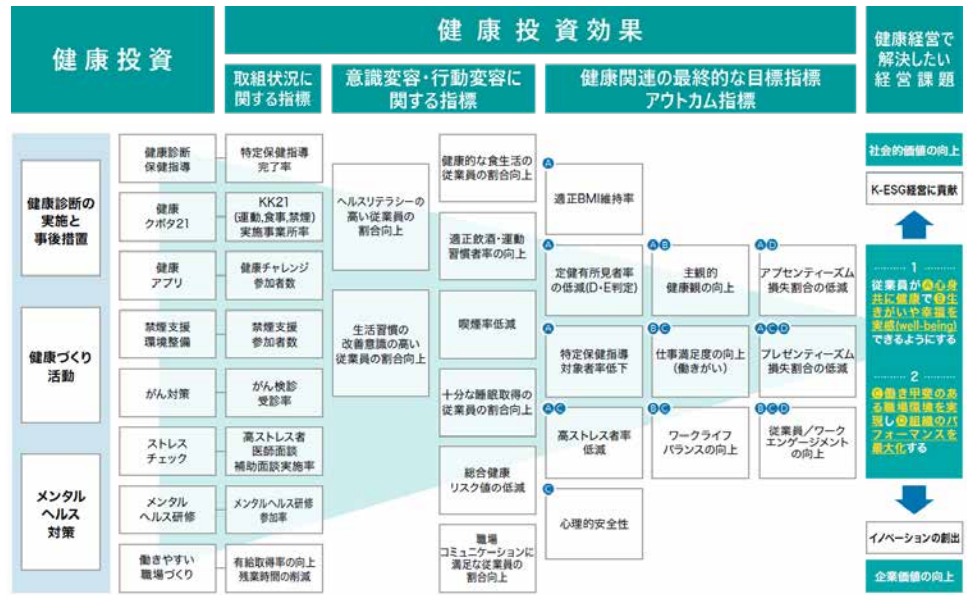 健康投資
健康投資効果
健康経営で
解決したい
経営課題
取組状況に
関する指標
意識変容・行動変容に
関する指標
健康関連の最終的な目標指標
アウトカム指標
健康診断の
実施と
事後措置
健康づくり
活動
メンタル
ヘルス
対策
健康診断
保健指導
健康
クボタ21
健康
アプリ
禁煙支援
環境整備
がん対策
ストレス
チェック
メンタル
ヘルス研修
働きやすい
職場づくり
特定保健指導
完了率
KK21
(運動,食事,禁煙)
実施事業所率
健康チャレンジ
参加者数
禁煙支援
参加者数
がん検診
受診率
高ストレス者
医師面談
補助面談実施率
メンタルヘルス研修
参加率
有給取得率の向上
残業時間の削減
ヘルスリテラシーの
高い従業員の
割合向上
生活習慣の
改善意識の高い
従業員の割合向上
健康的な食生活の
従業員の割合向上
適正飲酒・運動
習慣者率の向上
喫煙率低減
十分な睡眠取得の
従業員の割合向上
総合健康
リスク値の低減
職場
コミュニケーションに
満足な従業員の
割合向上
A
適正BMI維持率
A
定健有所見者率
の低減(D・E判定)
A B
主観的
健康観の向上
A D
アブセンティーズム
損失割合の低減
A
特定保健指導
対象者率低下
B C
仕事満足度の向上
(働きがい)
A C D
プレゼンティーズム
損失割合の低減
A C
高ストレス者率
低減
B C
ワークライフ
バランスの向上
B C D
従業員/ワーク
エンゲージメント
の向上
C
心理的安全性
社会的価値の向上
K-ESG経営に貢献
1
従業員がA心身
共に健康でB生
きがいや幸福を
実感(well-being)
できるようにする
2
C働き甲斐のあ
る職場環境を実
現しD組織のパ
フォーマンスを
最大化する
イノベーションの創出
企業価値の向上